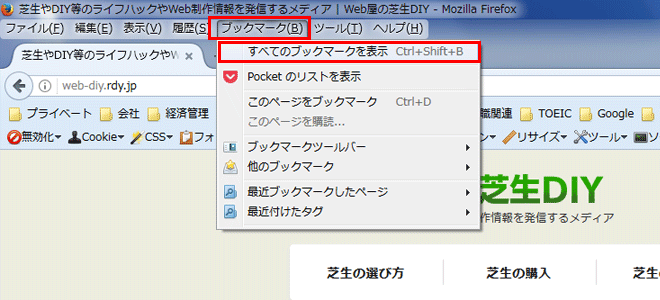 芝生やDIY等のライフハックやWeb制作情報を発信するメディア | Web屋の芝生DIY - Mozilla Firefox
ファイル(F) 編集(E) 表示(V) 履歴(S) ブックマーク(B) ツール(T) ヘルプ(H)
芝生やDIY等のライフハックやW
web-diy.rdy.jp
プライベート 会社 経済管理 職関連 TOEIC Google
無効化 Cookie CSS フォ ン リサイズ ツール ソ
すべてのブックマークを表示 Ctrl+Shift+B
Pocket のリストを表示
このページをブックマーク Ctrl+D
このページを購読...
ブックマークツールバー
他のブックマーク
最近ブックマークしたページ
最近付けたタグ
芝生DIY
作情報を発信するメディア
芝生の選び方 芝生の購入